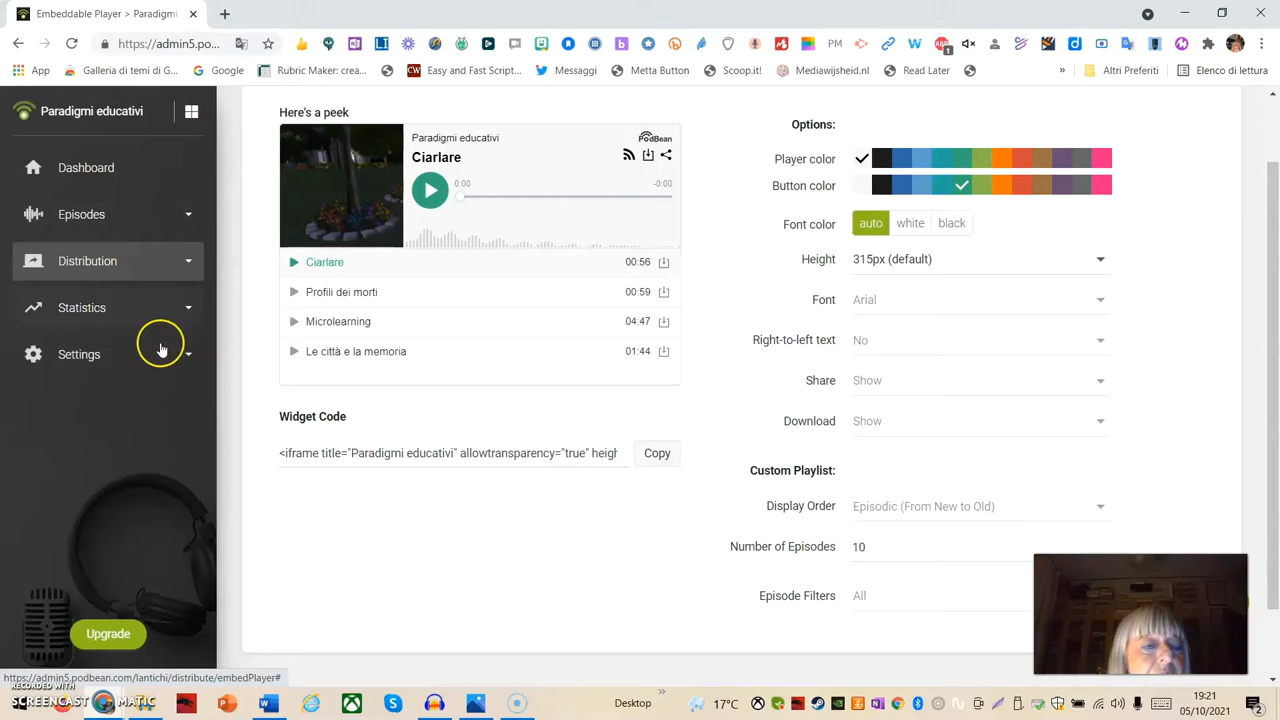 Embeddable Player > Paradigmi
https://admin5.po...
PM
1
App
Galleria di temi di G...
Google
Rubric Maker: crea...
Easy and Fast Script...
Messaggi
Metta Button
Scoop.it!
Mediawijsheid.nl
Read Later
»
Altri Preferiti
Elenco di lettura
Paradigmi educativi
Dashboard
Episodes
Distribution
Statistics
Settings
Upgrade
Here's a peek
Paradigmi educativi
PodBean
Ciarlare
0:00
-0:00
Ciarlare 00:56
Profili dei morti 00:59
Microlearning 04:47
Le città e la memoria 01:44
Widget Code
<iframe title="Paradigmi educativi" allowtransparency="true" heigh
Copy
Options:
Player color
Button color
Font color auto white black
Height 315px (default)
Font Arial
Right-to-left text No
Share Show
Download Show
Custom Playlist:
Display Order Episodic (From New to Old)
Number of Episodes 10
Episode Filters All
https://admin5.podbean.com/lantichi/distribute/embedPlayer#
RECORDED WITH
SCREENCAST MATIC
Desktop
»
17°C
19:21
05/10/2021
2